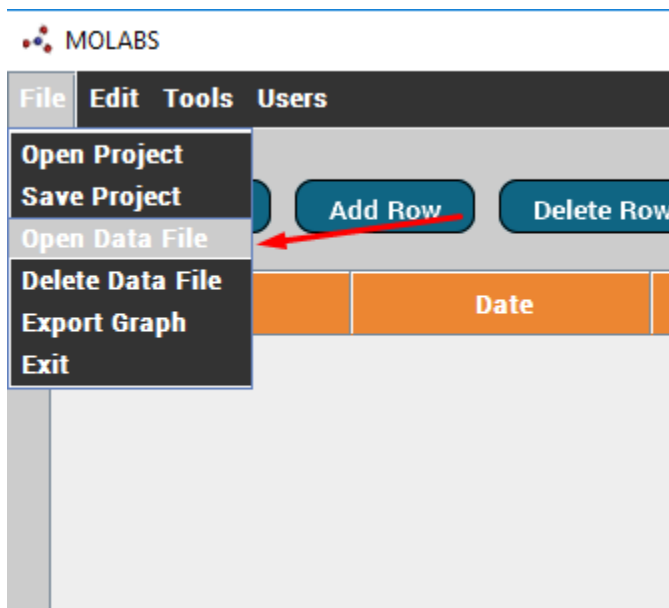 MOLABS
File Edit Tools Users
Open Project
Save Project
Open Data File
Delete Data File
Export Graph
Exit
Add Row Delete Row
Date